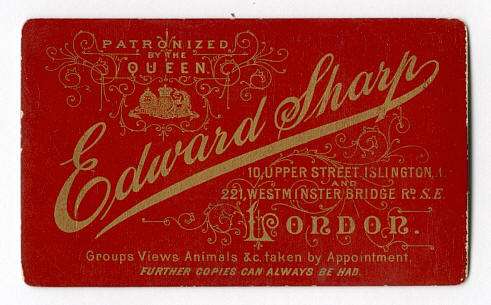 PATRONIZED
BY THE
QUEEN.
Edward Sharp
10, UPPER STREET, ISLINGTON,
AND
221, WESTMINSTER BRIDGE RD. S.E.
LONDON.
Groups Views Animals &c. taken by Appointment.
FURTHER COPIES CAN ALWAYS BE HAD.